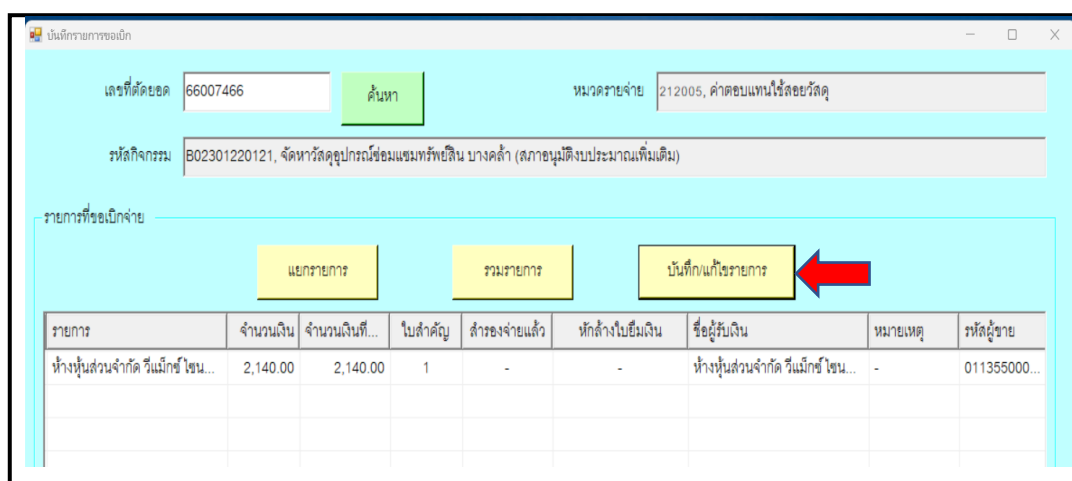 บันทึกรายการขอเบิก
เลขที่ตัดยอด 66007466 ค้นหา หมวดรายจ่าย 212005, ค่าตอบแทนใช้สอยวัสดุ
รหัสกิจกรรม B02301220121, จัดหาวัสดุอุปกรณ์ซ่อมแซมทรัพย์สิน บางคล้า (สภาอนุมัติงบประมาณเพิ่มเติม)
รายการที่ขอเบิกจ่าย
แยกรายการ รวมรายการ บันทึก/แก้ไขรายการ
รายการ จำนวนเงิน จำนวนเงินที่... ใบสำคัญ สำรองจ่ายแล้ว หักล้างใบยืมเงิน ชื่อผู้รับเงิน หมายเหตุ รหัสผู้ขาย
ห้างหุ้นส่วนจำกัด วีแม็กซ์ ไซน... 2,140.00 2,140.00 1 - - ห้างหุ้นส่วนจำกัด วีแม็กซ์ ไซน... - 011355000...